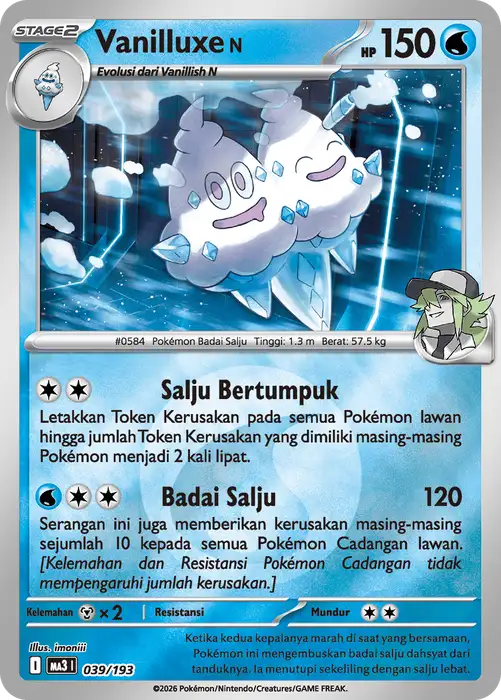 STAGE2
Vanilluxe N
HP 150
Evolusi dari Vanillish N
#0584 Pokémon Badai Salju Tinggi: 1.3 m Berat: 57.5 kg
Salju Bertumpuk
Letakkan Token Kerusakan pada semua Pokémon lawan
hingga jumlah Token Kerusakan yang dimiliki masing-masing
Pokémon menjadi 2 kali lipat.
Badai Salju 120
Serangan ini juga memberikan kerusakan masing-masing
sejumlah 10 kepada semua Pokémon Cadangan lawan.
[Kelemahan dan Resistansi Pokémon Cadangan tidak
mempengaruhi jumlah kerusakan.]
Kelemahan × 2 Resistansi Mundur
Illus. imoniii
I MA3 I 039/193
Ketika kedua kepalanya marah di saat yang bersamaan,
Pokémon ini mengembuskan badai salju dahsyat dari
tanduknya. Ia menutupi sekeliling dengan salju lebat.
©2026 Pokémon/Nintendo/Creatures/GAME FREAK.